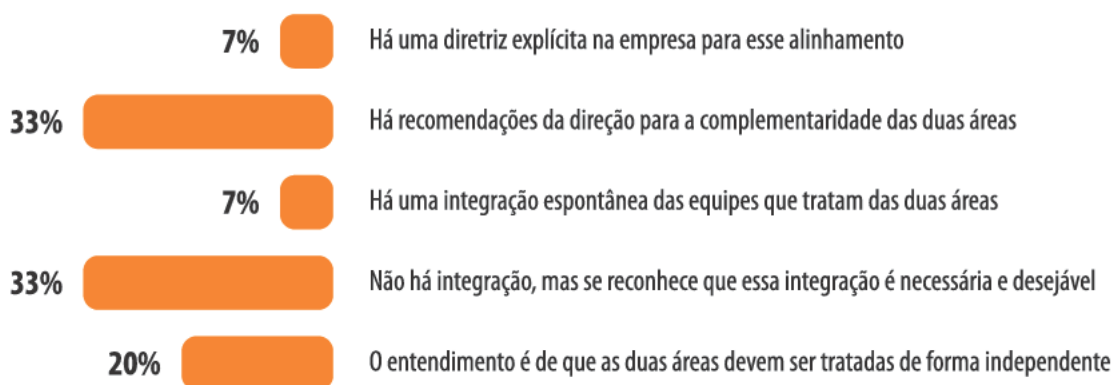 7% Há uma diretriz explícita na empresa para esse alinhamento
33% Há recomendações da direção para a complementaridade das duas áreas
7% Há uma integração espontânea das equipes que tratam das duas áreas
33% Não há integração, mas se reconhece que essa integração é necessária e desejável
20% O entendimento é de que as duas áreas devem ser tratadas de forma independente